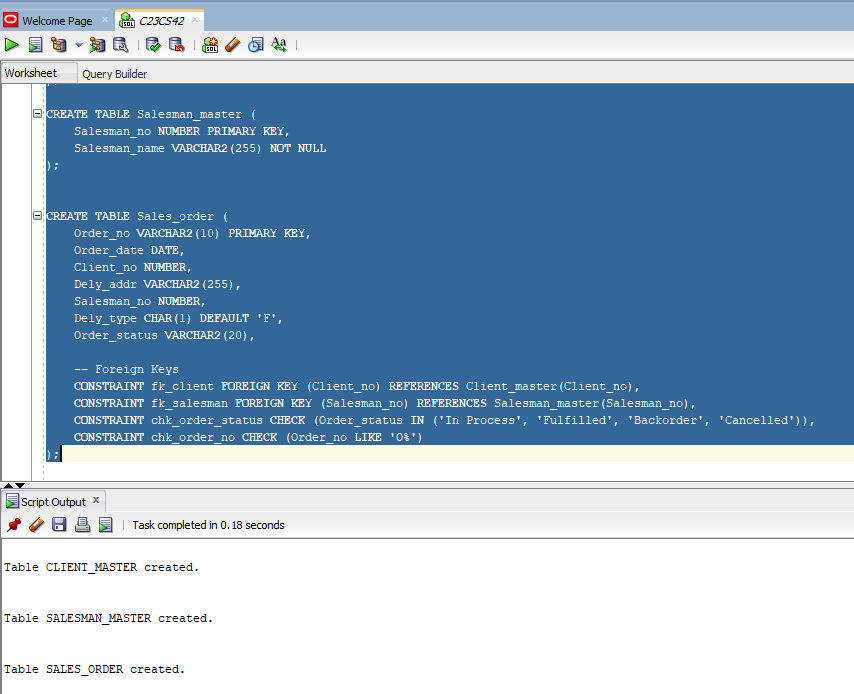 Welcome Page
C23CS42
Worksheet
Query Builder
CREATE TABLE Salesman_master (
Salesman_no NUMBER PRIMARY KEY,
Salesman_name VARCHAR2(255) NOT NULL
);
CREATE TABLE Sales_order (
Order_no VARCHAR2(10) PRIMARY KEY,
Order_date DATE,
Client_no NUMBER,
Dely_addr VARCHAR2(255),
Salesman_no NUMBER,
Dely_type CHAR(1) DEFAULT 'F',
Order_status VARCHAR2(20),
-- Foreign Keys
CONSTRAINT fk_client FOREIGN KEY (Client_no) REFERENCES Client_master(Client_no),
CONSTRAINT fk_salesman FOREIGN KEY (Salesman_no) REFERENCES Salesman_master(Salesman_no),
CONSTRAINT chk_order_status CHECK (Order_status IN ('In Process', 'Fulfilled', 'Backorder', 'Cancelled')),
CONSTRAINT chk_order_no CHECK (Order_no LIKE 'O%')
);
Script Output
Task completed in 0.18 seconds
Table CLIENT_MASTER created.
Table SALESMAN_MASTER created.
Table SALES_ORDER created.